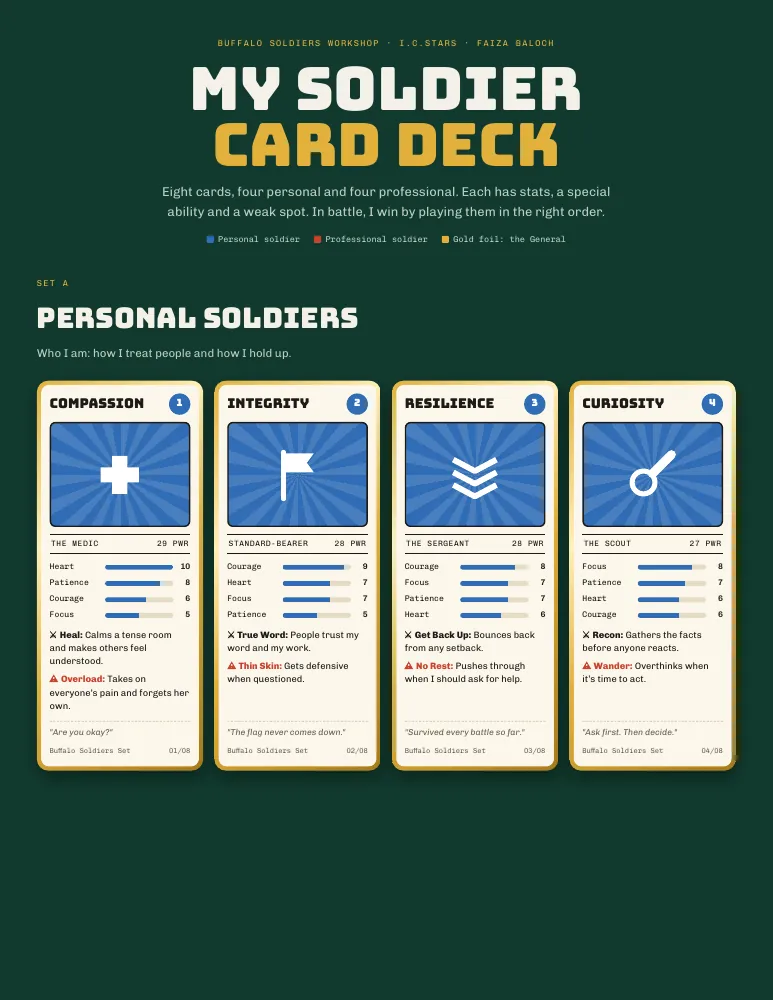 BUFFALO SOLDIERS WORKSHOP · I.C.STARS · FAIZA BALOCH
MY SOLDIER
CARD DECK
Eight cards, four personal and four professional. Each has stats, a special
ability and a weak spot. In battle, I win by playing them in the right order.
Personal soldier Professional soldier Gold foil: the General
SET A
PERSONAL SOLDIERS
Who I am: how I treat people and how I hold up.
COMPASSION 1
THE MEDIC 29 PWR
Heart 10
Patience 8
Courage 6
Focus 5
⚔ Heal: Calms a tense room
and makes others feel
understood.
⚠ Overload: Takes on
everyone's pain and forgets her
own.
"Are you okay?"
Buffalo Soldiers Set 01/08
INTEGRITY 2
STANDARD-BEARER 28 PWR
Courage 9
Heart 7
Focus 7
Patience 5
⚔ True Word: People trust my
word and my work.
⚠ Thin Skin: Gets defensive
when questioned.
"The flag never comes down."
Buffalo Soldiers Set 02/08
RESILIENCE 3
THE SERGEANT 28 PWR
Courage 8
Focus 7
Patience 7
Heart 6
⚔ Get Back Up: Bounces back
from any setback.
⚠ No Rest: Pushes through
when I should ask for help.
"Survived every battle so far."
Buffalo Soldiers Set 03/08
CURIOSITY 4
THE SCOUT 27 PWR
Focus 8
Patience 7
Heart 6
Courage 6
⚔ Recon: Gathers the facts
before anyone reacts.
⚠ Wander: Overthinks when
it's time to act.
"Ask first. Then decide."
Buffalo Soldiers Set 04/08